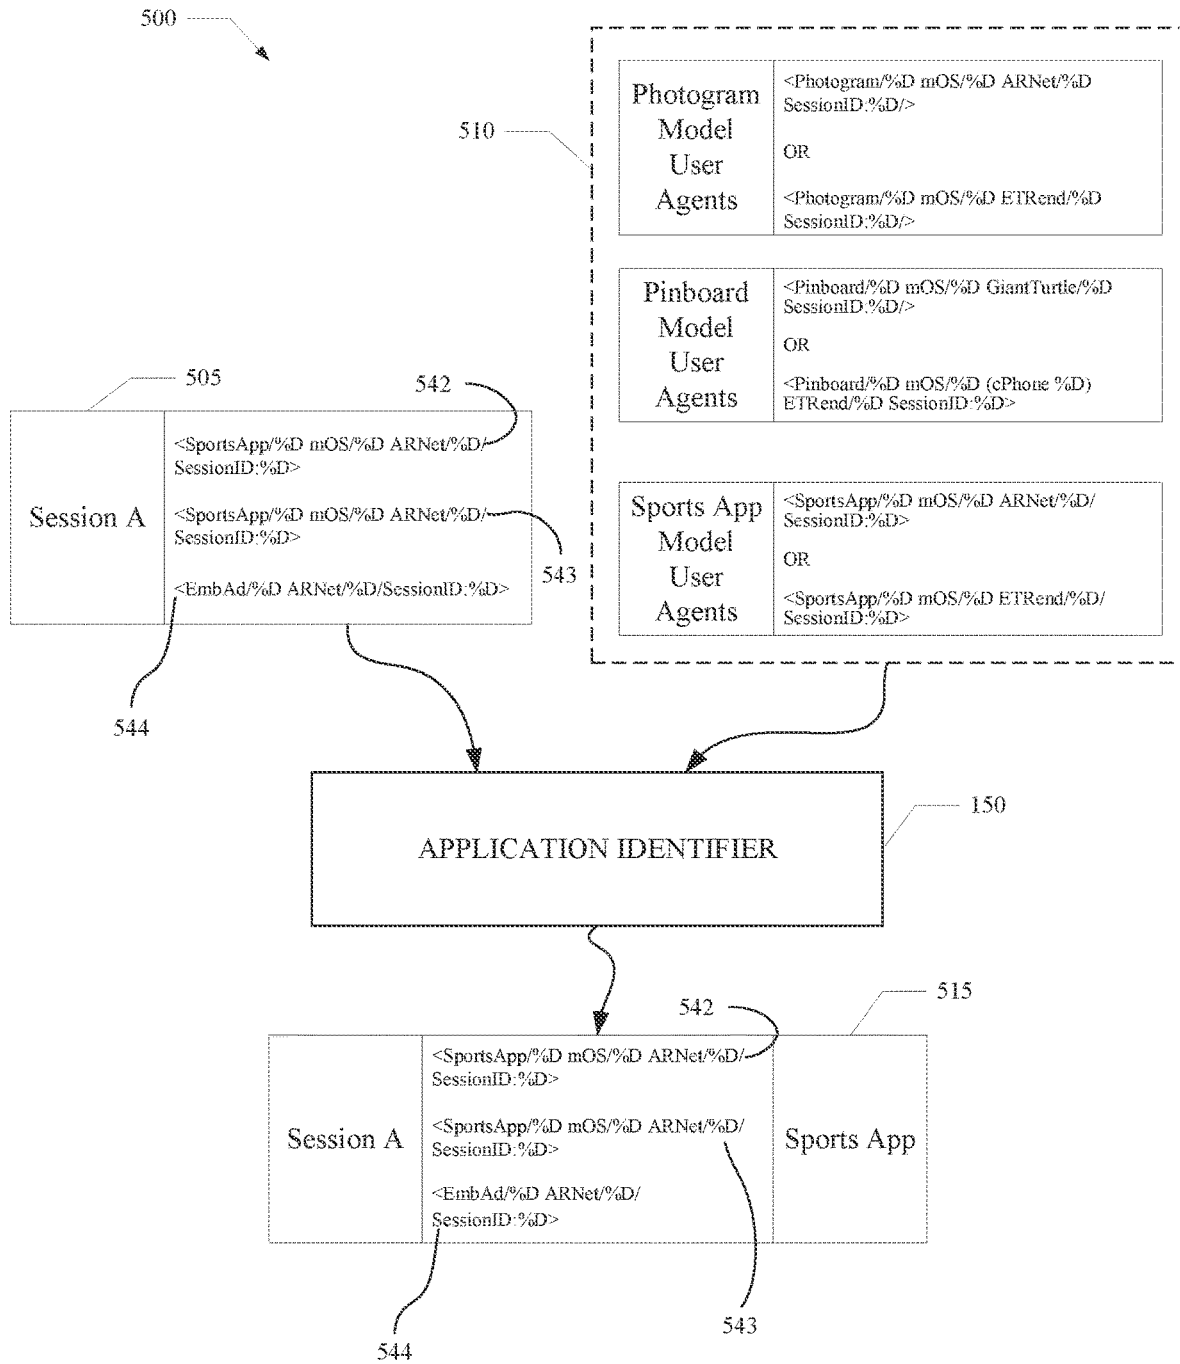 500
510
Photogram
Model
User
Agents
<Photogram/%D mOS/%D ARNet/%D
SessionID:%D/>
OR
<Photogram/%D mOS/%D ETRend/%D
SessionID:%D/>
Pinboard
Model
User
Agents
<Pinboard/%D mOS/%D GiantTurtle/%D
SessionID:%D/>
OR
<Pinboard/%D mOS/%D (cPhone %D)
ETRend/%D SessionID:%D>
Sports App
Model
User
Agents
<SportsApp/%D mOS/%D ARNet/%D/
SessionID:%D>
OR
<SportsApp/%D mOS/%D ETRend/%D/
SessionID:%D>
505
542
Session A
<SportsApp/%D mOS/%D ARNet/%D/
SessionID:%D>
<SportsApp/%D mOS/%D ARNet/%D/
SessionID:%D>
543
<EmbAd/%D ARNet/%D/SessionID:%D>
544
150
APPLICATION IDENTIFIER
515
542
Session A
<SportsApp/%D mOS/%D ARNet/%D/
SessionID:%D>
<SportsApp/%D mOS/%D ARNet/%D/
SessionID:%D>
<EmbAd/%D ARNet/%D/
SessionID:%D>
Sports App
543
544